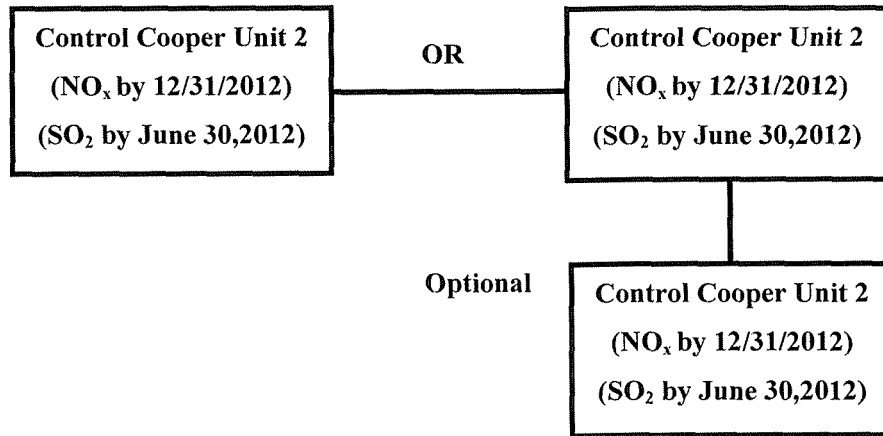 Control Cooper Unit 2
(NOₓ by 12/31/2012)
(SO₂ by June 30,2012)
OR
Control Cooper Unit 2
(NOₓ by 12/31/2012)
(SO₂ by June 30,2012)
Optional
Control Cooper Unit 2
(NOₓ by 12/31/2012)
(SO₂ by June 30,2012)